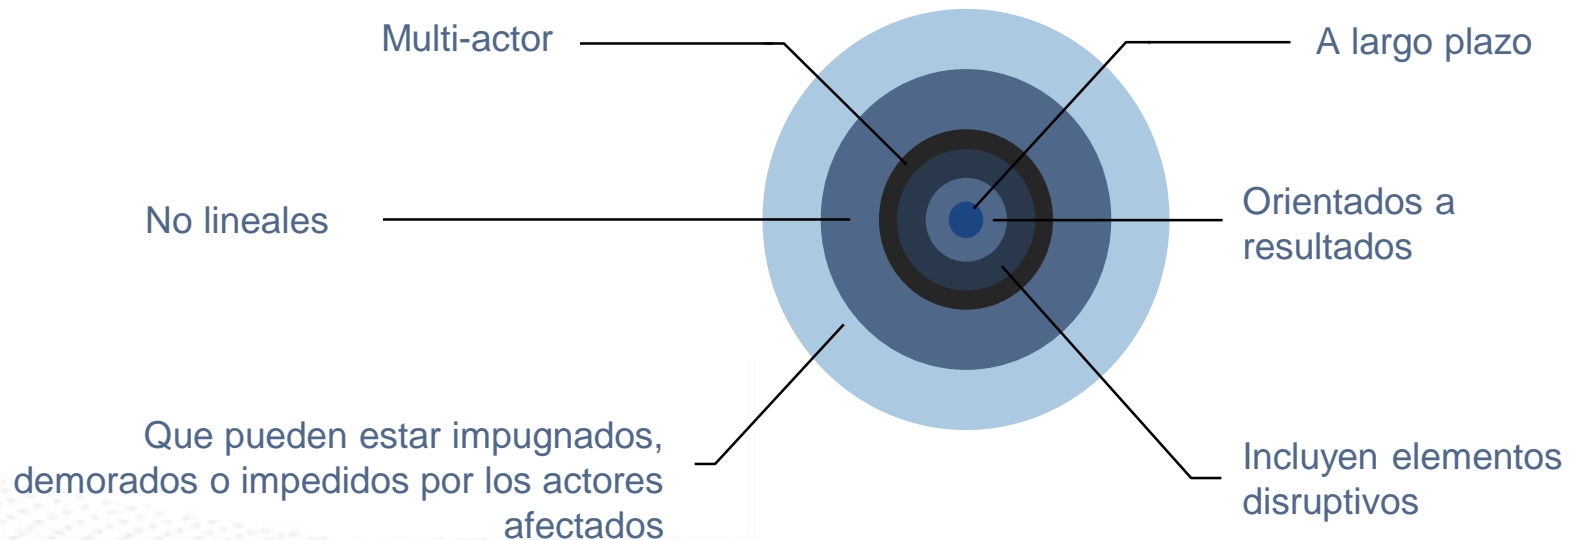 Multi-actor
A largo plazo
No lineales
Orientados a
resultados
Que pueden estar impugnados,
demorados o impedidos por los actores
afectados
Incluyen elementos
disruptivos